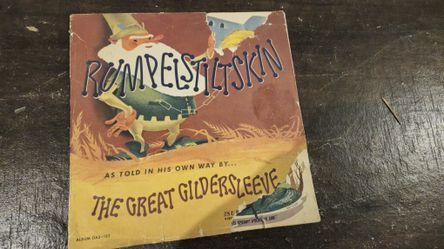 RUMPELSTILTSKIN
AS TOLD IN HIS OWN WAY BY...
THE GREAT GILDERSLEEVE